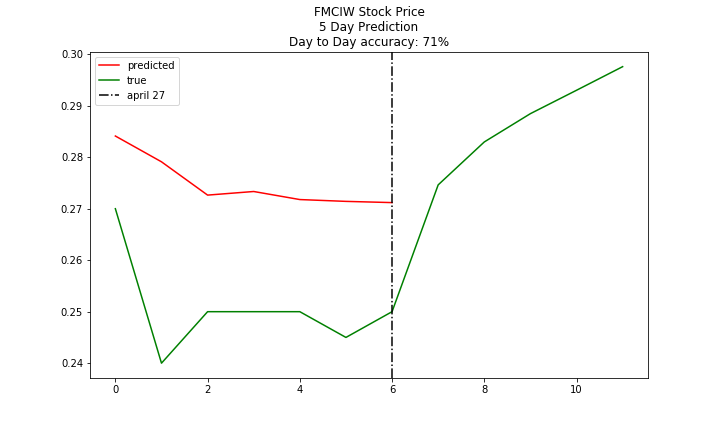 FMCIW Stock Price
5 Day Prediction
Day to Day accuracy: 71%
0.30
0.29
0.28
0.27
0.26
0.25
0.24
predicted
true
april 27
0 2 4 6 8 10